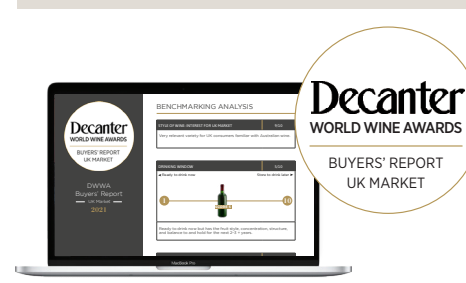 Decanter
WORLD WINE AWARDS
BUYERS' REPORT
UK MARKET
DWWA
Buyers' Report
UK Market
2021
BENCHMARKING ANALYSIS
STYLE OF WINE: INTEREST FOR UK MARKET
Very relevant variety for UK consumers familiar with Australian wine.
DRINKING WINDOW
Ready to drink now
Store to drink later
1
10
Ready to drink now but has the fruit style, concentration, structure,
and balance to and hold for the next 2-5 + years.
MacBook Pro
Decanter
WORLD WINE AWARDS
BUYERS' REPORT
UK MARKET